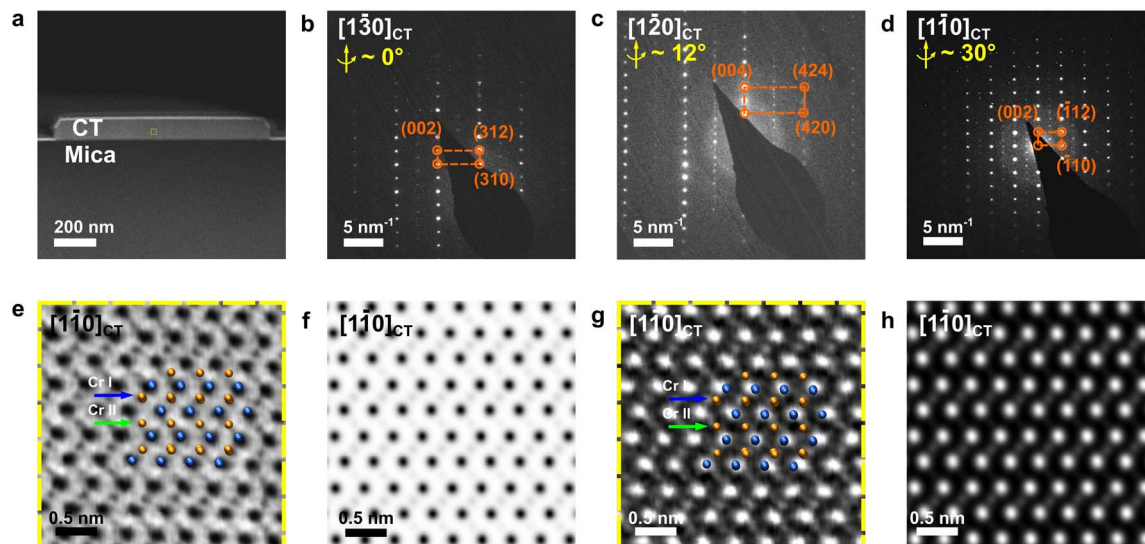 a
CT
Mica
200 nm
b
[13̄0]CT
~ 0°
(002)
(312)
(310)
5 nm⁻¹
c
[12̄0]CT
~ 12°
(004)
(424)
(420)
5 nm⁻¹
d
[11̄0]CT
~ 30°
(002)
(1̄12)
(1̄10)
5 nm⁻¹
e
[11̄0]CT
Cr I
Cr II
0.5 nm
f
[11̄0]CT
0.5 nm
g
[11̄0]CT
Cr I
Cr II
0.5 nm
h
[11̄0]CT
0.5 nm